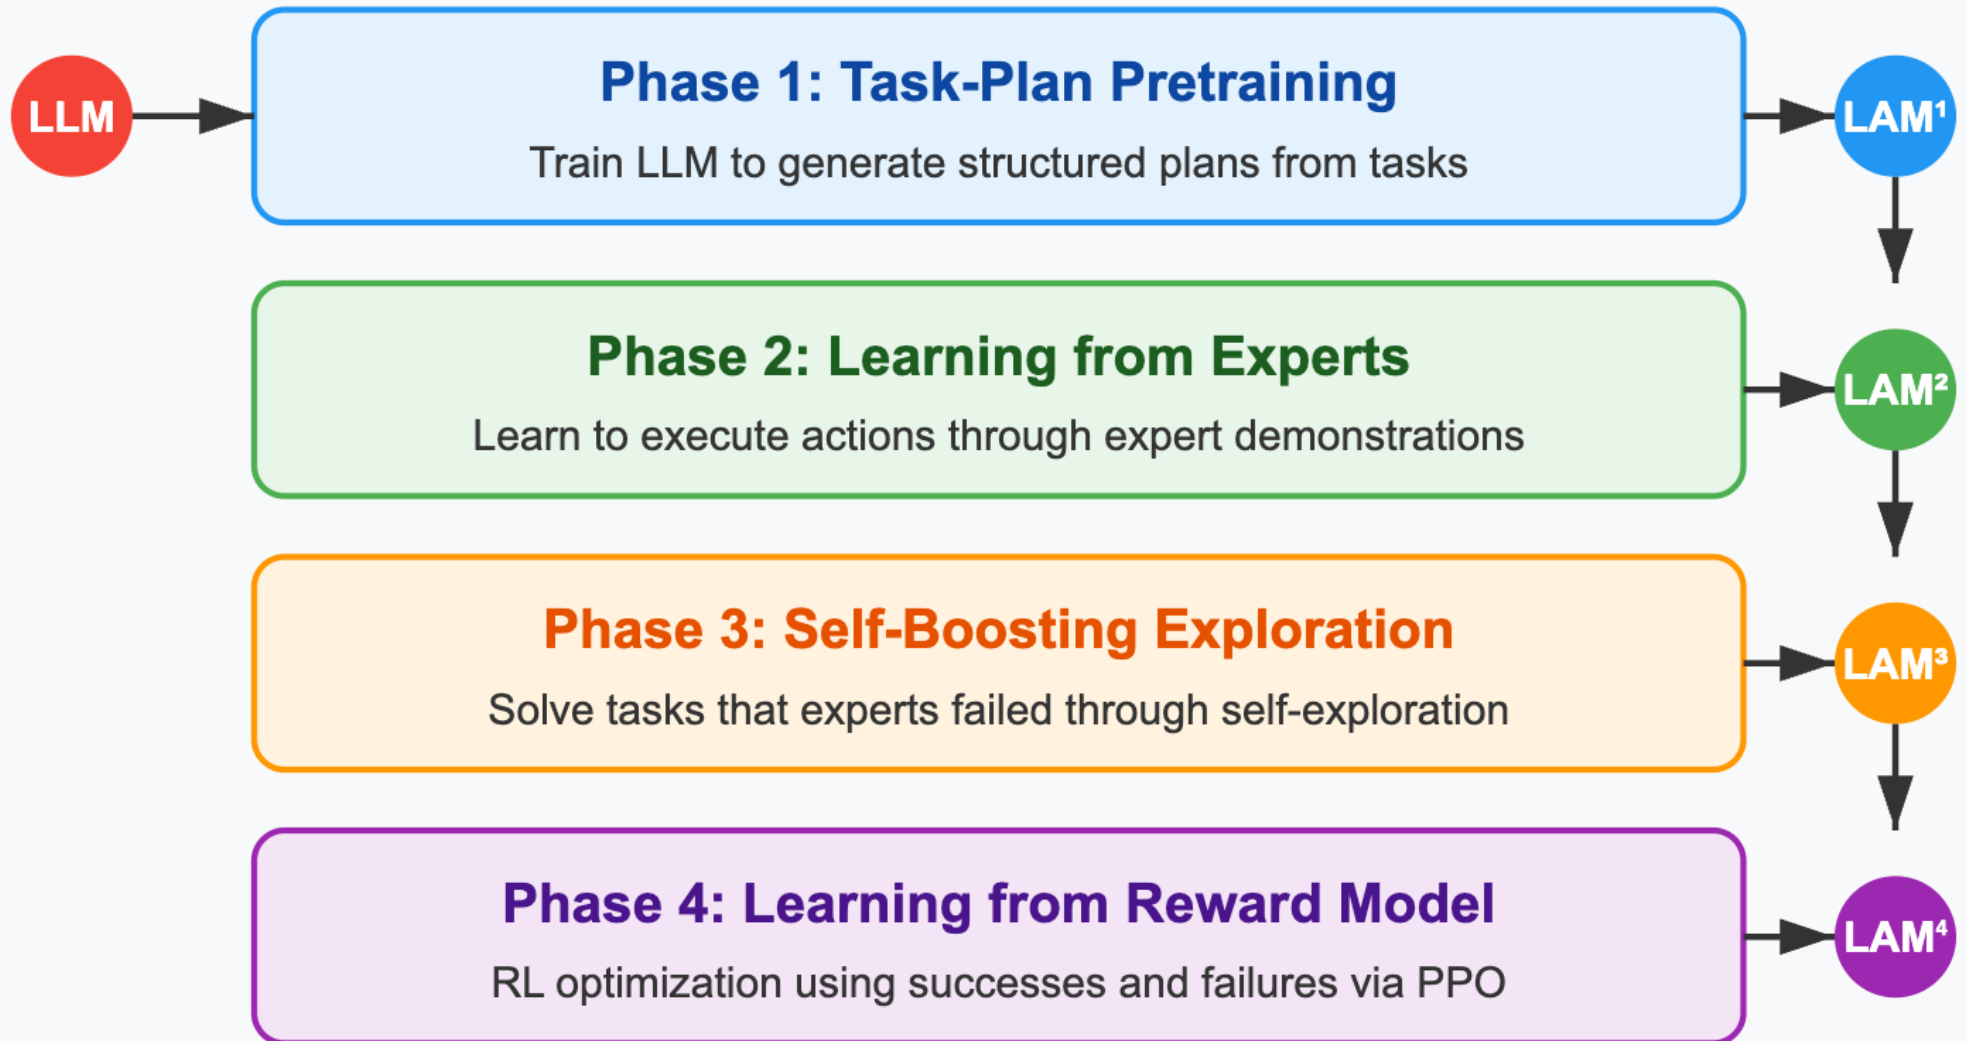 LLM
Phase 1: Task-Plan Pretraining
Train LLM to generate structured plans from tasks
LAM¹
Phase 2: Learning from Experts
Learn to execute actions through expert demonstrations
LAM²
Phase 3: Self-Boosting Exploration
Solve tasks that experts failed through self-exploration
LAM³
Phase 4: Learning from Reward Model
RL optimization using successes and failures via PPO
LAM⁴